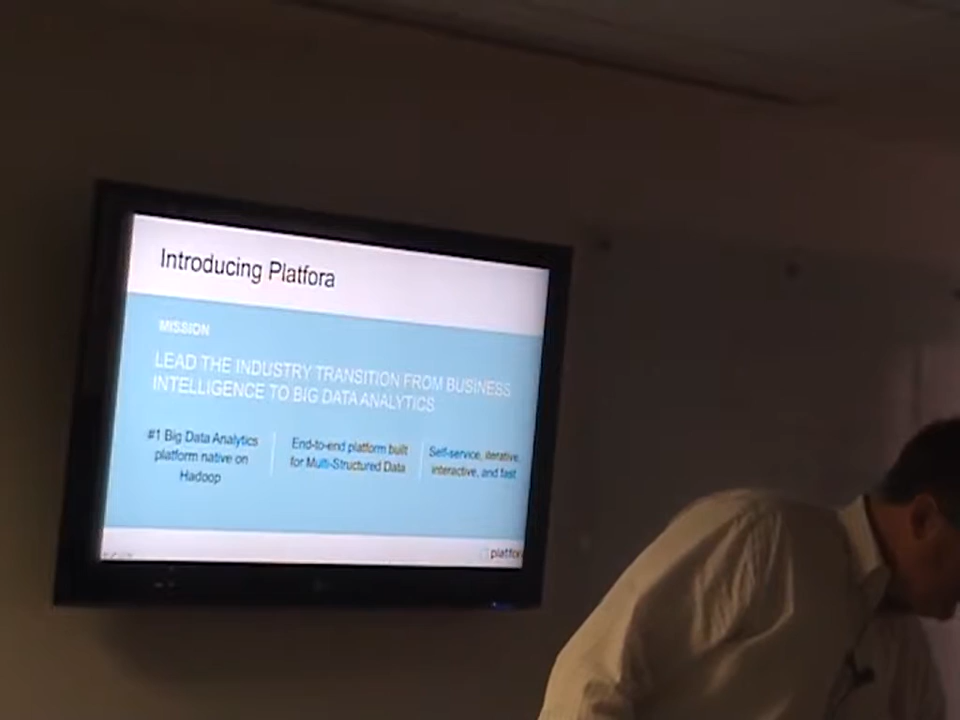 Introducing Platfora
MISSION
LEAD THE INDUSTRY TRANSITION FROM BUSINESS
INTELLIGENCE TO BIG DATA ANALYTICS
#1 Big Data Analytics
platform native on
Hadoop
End-to-end platform built
for Multi-Structured Data
Self-service, iterative,
interactive, and fast
platfora